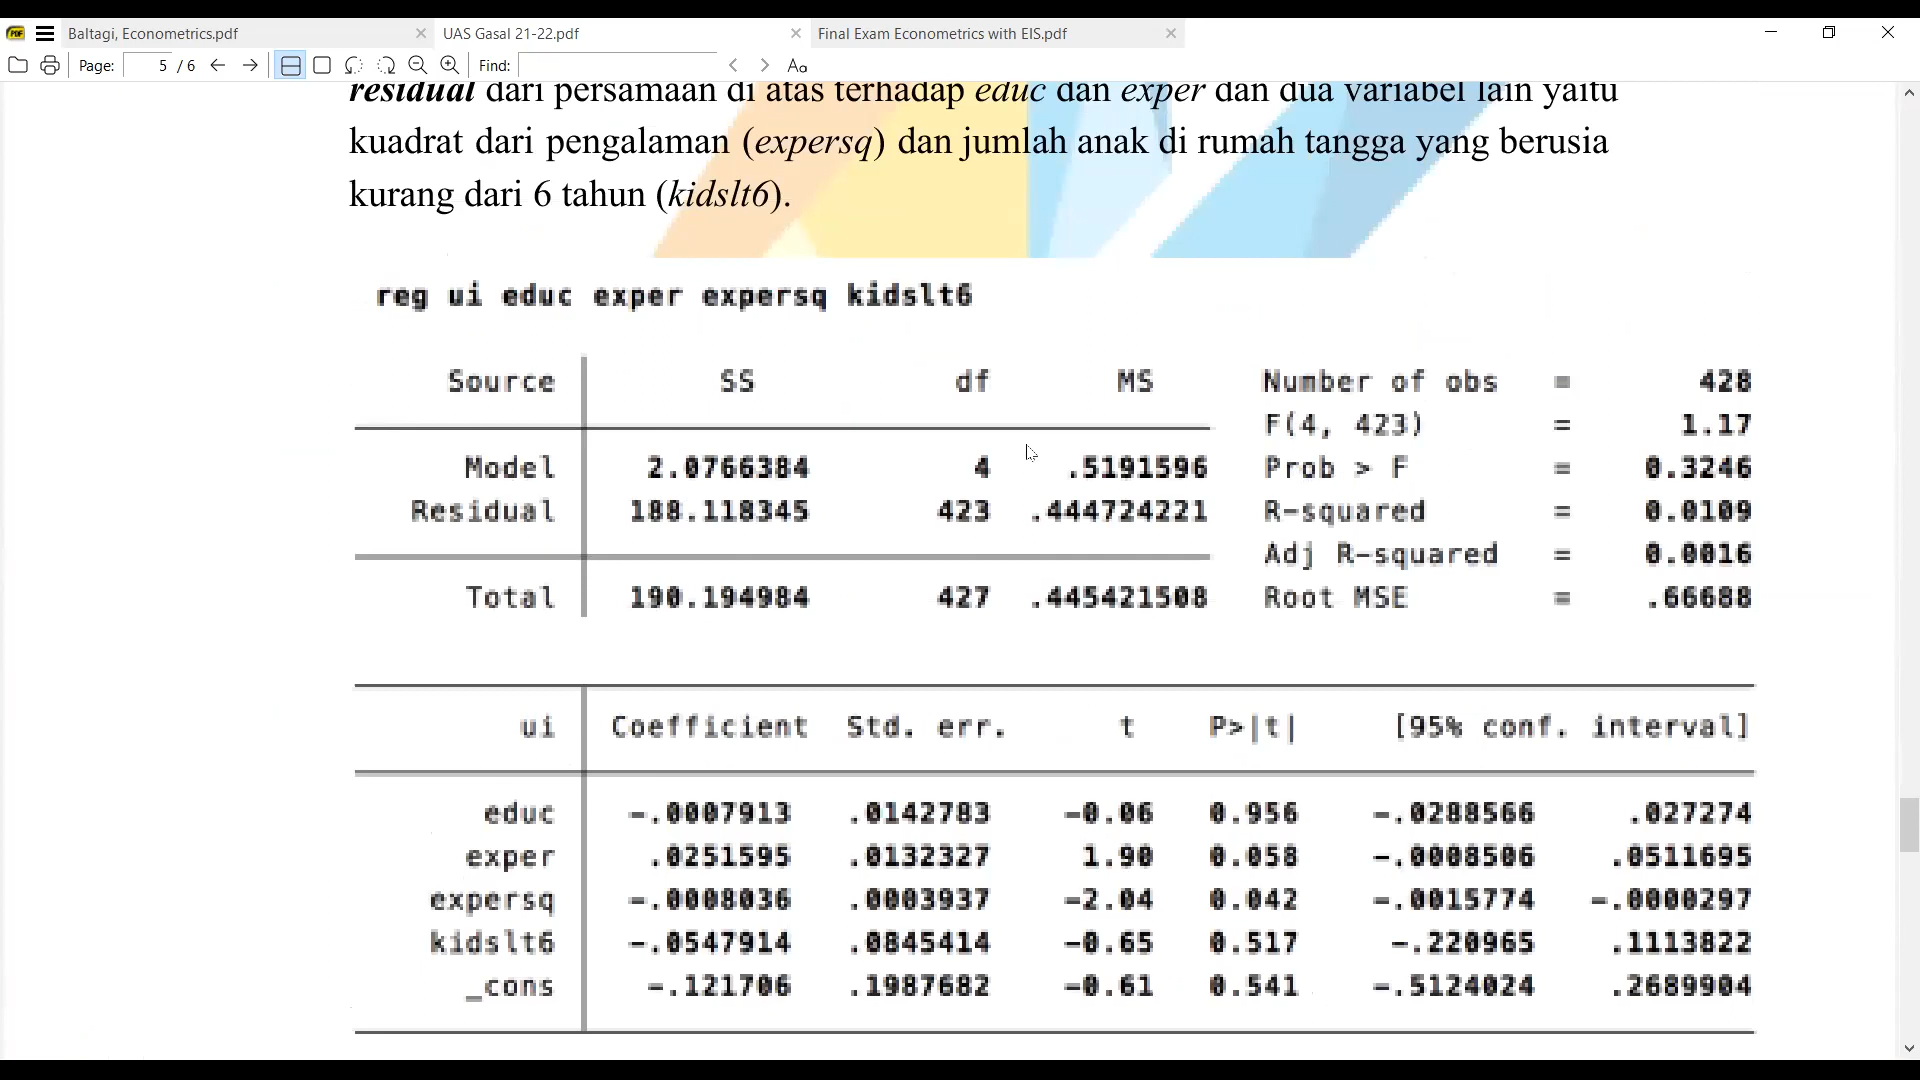 Baltagi, Econometrics.pdf × UAS Gasal 21-22.pdf × Final Exam Econometrics with EIS.pdf ×
Page: 5 / 6 Find: Aa
residual dari persamaan di atas terhadap educ dan exper dan dua variabel lain yaitu
kuadrat dari pengalaman (expersq) dan jumlah anak di rumah tangga yang berusia
kurang dari 6 tahun (kidslt6).
reg ui educ exper expersq kidslt6
Source SS df MS Number of obs = 428
F(4, 423) = 1.17
Model 2.0766384 4 .5191596 Prob > F = 0.3246
Residual 188.118345 423 .444724221 R-squared = 0.0109
Adj R-squared = 0.0016
Total 190.194984 427 .445421508 Root MSE = .66688
ui Coefficient Std. err. t P>|t| [95% conf. interval]
educ -.0007913 .0142783 -0.06 0.956 -.0288566 .027274
exper .0251595 .0132327 1.90 0.058 -.0008506 .0511695
expersq -.0008036 .0003937 -2.04 0.042 -.0015774 -.0000297
kidslt6 -.0547914 .0845414 -0.65 0.517 -.220965 .1113822
_cons -.121706 .1987682 -0.61 0.541 -.5124024 .2689904